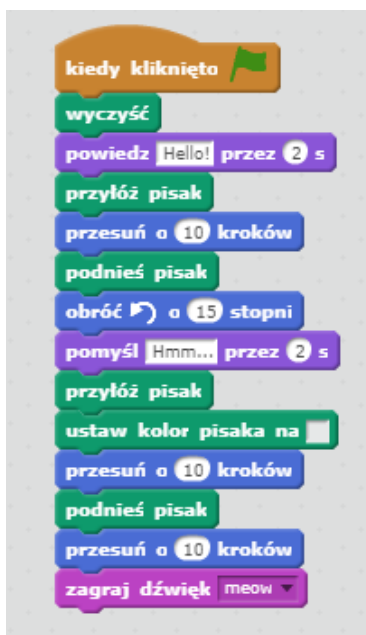 kiedy kliknięto
wyczyść
powiedz Hello! przez 2 s
przyłóż pisak
przesuń o 10 kroków
podnieś pisak
obróć o 15 stopni
pomyśl Hmm... przez 2 s
przyłóż pisak
ustaw kolor pisaka na
przesuń o 10 kroków
podnieś pisak
przesuń o 10 kroków
zagraj dźwięk meow